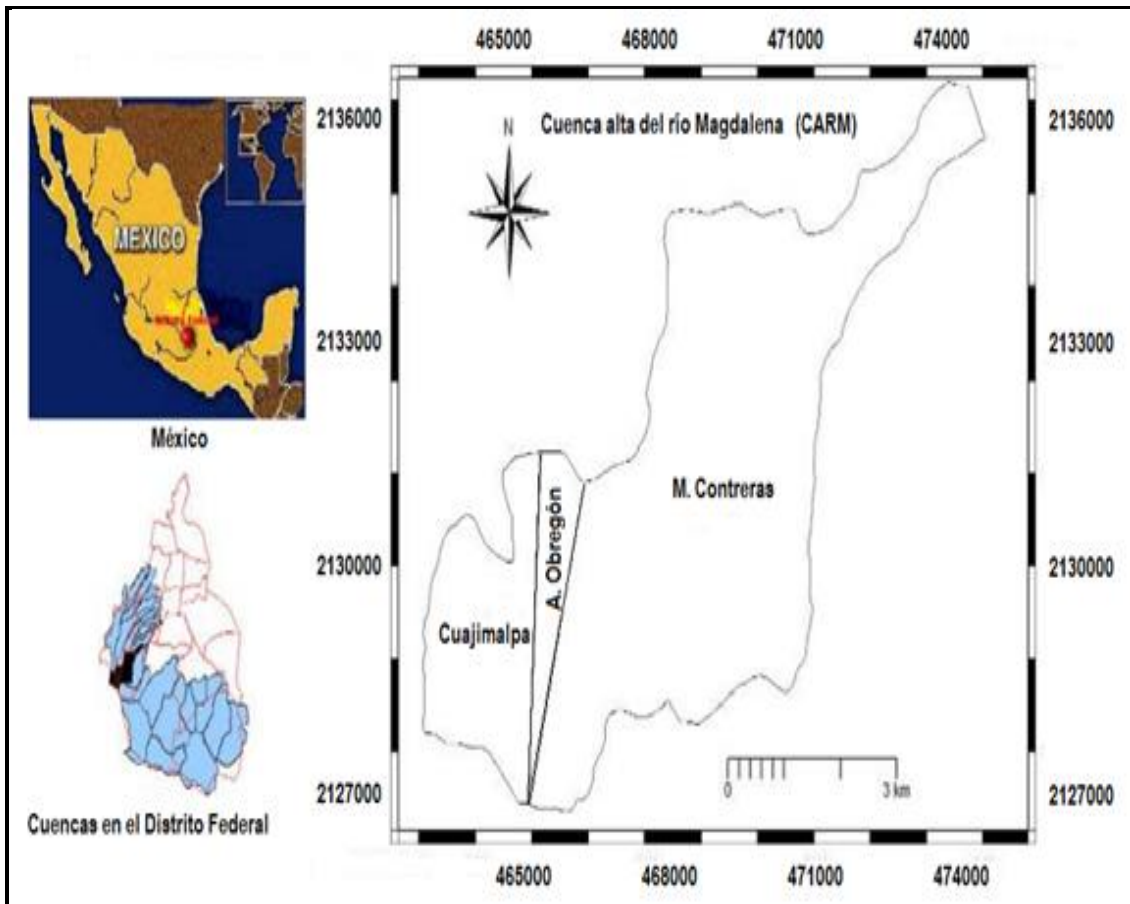 465000 468000 471000 474000
2136000
Cuenca alta del río Magdalena (CARM)
2136000
N
MEXICO
2133000
2133000
México
M. Contreras
A. Obregón
2130000
2130000
Cuajimalpa
0 3 km
2127000
2127000
Cuencas en el Distrito Federal
465000 468000 471000 474000